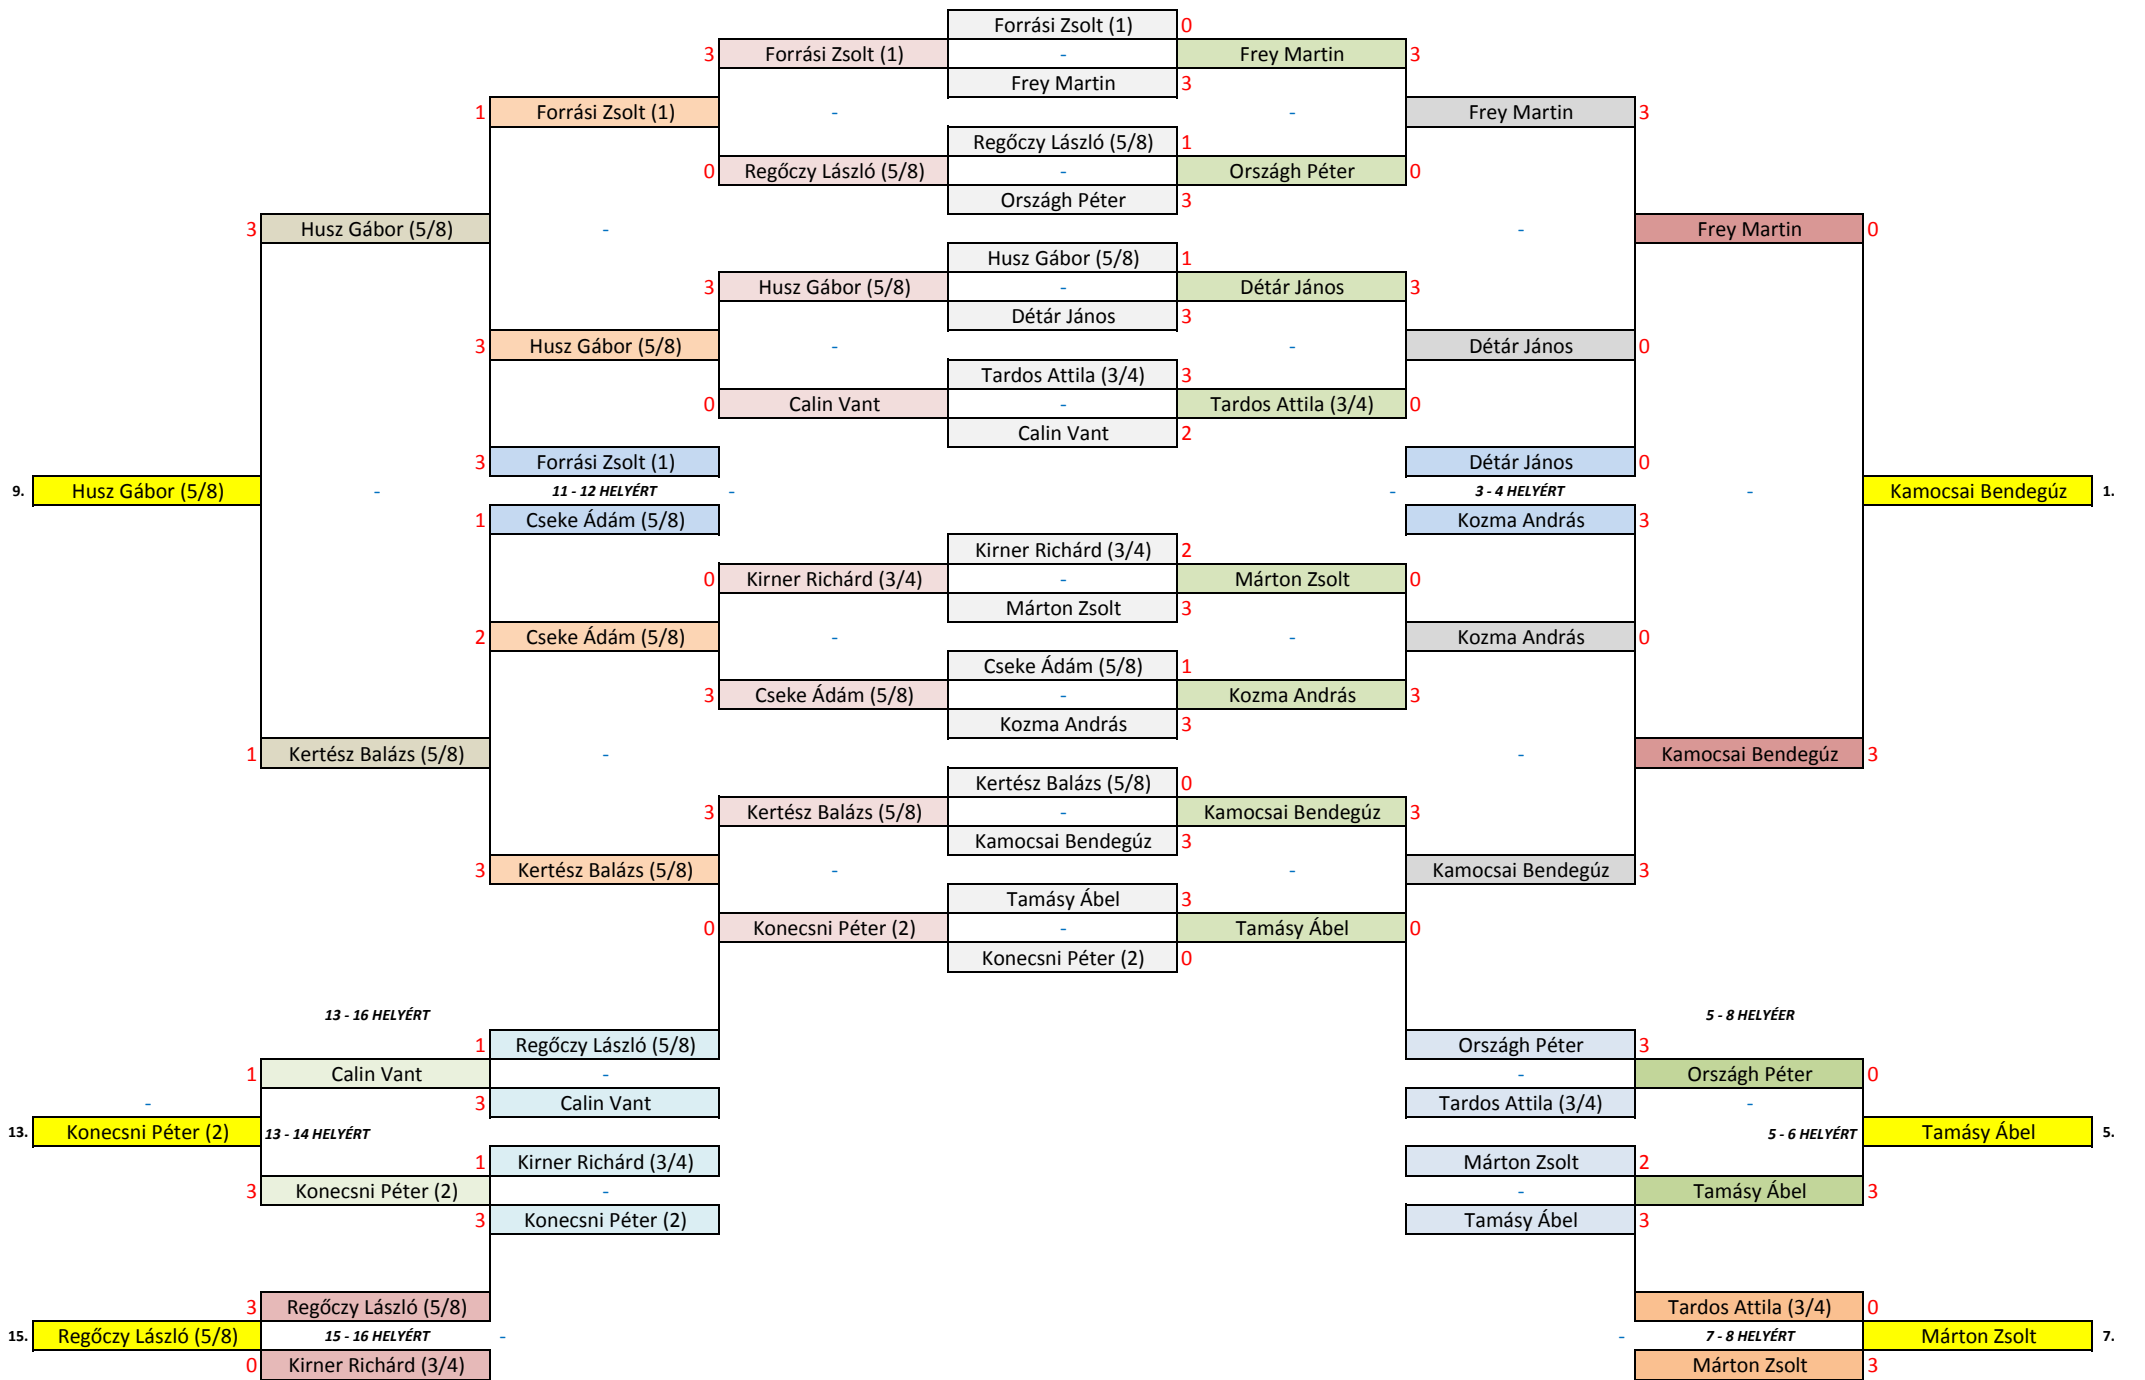 Forrási Zsolt (1) 0
3 Forrási Zsolt (1) - Frey Martin 3
Frey Martin 3
1 Forrási Zsolt (1) - - Frey Martin 3
Regőczy László (5/8) 1
0 Regőczy László (5/8) - Országh Péter 0
Országh Péter 3
3 Husz Gábor (5/8) - - Frey Martin 0
Husz Gábor (5/8) 1
3 Husz Gábor (5/8) - Détár János 3
Détár János 3
3 Husz Gábor (5/8) - - Détár János 0
Tardos Attila (3/4) 3
0 Calin Vant - Tardos Attila (3/4) 0
Calin Vant 2
3 Forrási Zsolt (1) Détár János 0
9. Husz Gábor (5/8) - 11 - 12 HELYÉRT - - 3 - 4 HELYÉRT - Kamocsai Bendegúz 1.
1 Cseke Ádám (5/8) Kozma András 3
Kirner Richárd (3/4) 2
0 Kirner Richárd (3/4) - Márton Zsolt 0
Márton Zsolt 3
2 Cseke Ádám (5/8) - - Kozma András 0
Cseke Ádám (5/8) 1
3 Cseke Ádám (5/8) - Kozma András 3
Kozma András 3
1 Kertész Balázs (5/8) - - Kamocsai Bendegúz 3
Kertész Balázs (5/8) 0
3 Kertész Balázs (5/8) - Kamocsai Bendegúz 3
Kamocsai Bendegúz 3
3 Kertész Balázs (5/8) - - Kamocsai Bendegúz 3
Tamásy Ábel 3
0 Konecsni Péter (2) - Tamásy Ábel 0
Konecsni Péter (2) 0
13 - 16 HELYÉRT 5 - 8 HELYÉER
1 Regőczy László (5/8) Országh Péter 3
1 Calin Vant - - Országh Péter 0
- 3 Calin Vant Tardos Attila (3/4) -
13. Konecsni Péter (2) 13 - 14 HELYÉRT 5 - 6 HELYÉRT Tamásy Ábel 5.
1 Kirner Richárd (3/4) Márton Zsolt 2
3 Konecsni Péter (2) - - Tamásy Ábel 3
3 Konecsni Péter (2) Tamásy Ábel 3
3 Regőczy László (5/8) Tardos Attila (3/4) 0
15. Regőczy László (5/8) 15 - 16 HELYÉRT - - 7 - 8 HELYÉRT Márton Zsolt 7.
0 Kirner Richárd (3/4) Márton Zsolt 3